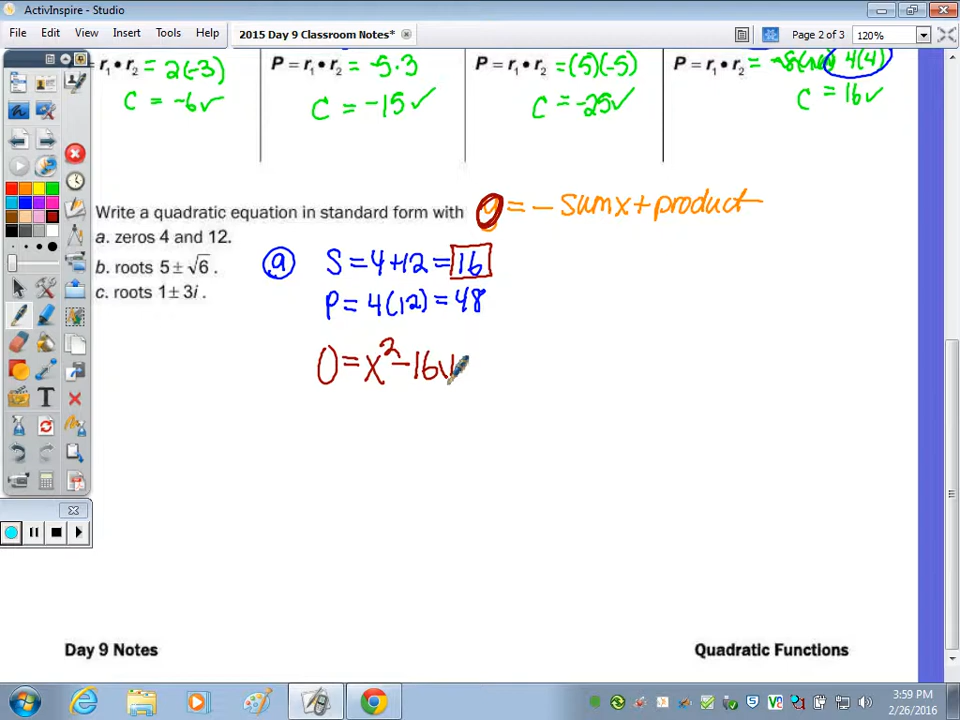 ActivInspire - Studio
File Edit View Insert Tools Help 2015 Day 9 Classroom Notes* Page 2 of 3 120%
r₁ • r₂ = 2(-3)
C = -6✓
P = r₁ • r₂ = -5·3
C = -15✓
P = r₁ • r₂ = (5)(-5)
C = -25✓
P = r₁ • r₂ = 4(4)
C = 16✓
Write a quadratic equation in standard form with
a. zeros 4 and 12.
b. roots 5 ± √6 .
c. roots 1 ± 3i .
= - sumx + product
ⓐ S = 4+12 = 16
P = 4(12) = 48
0 = x² - 16x
Day 9 Notes Quadratic Functions
3:59 PM
2/26/2016